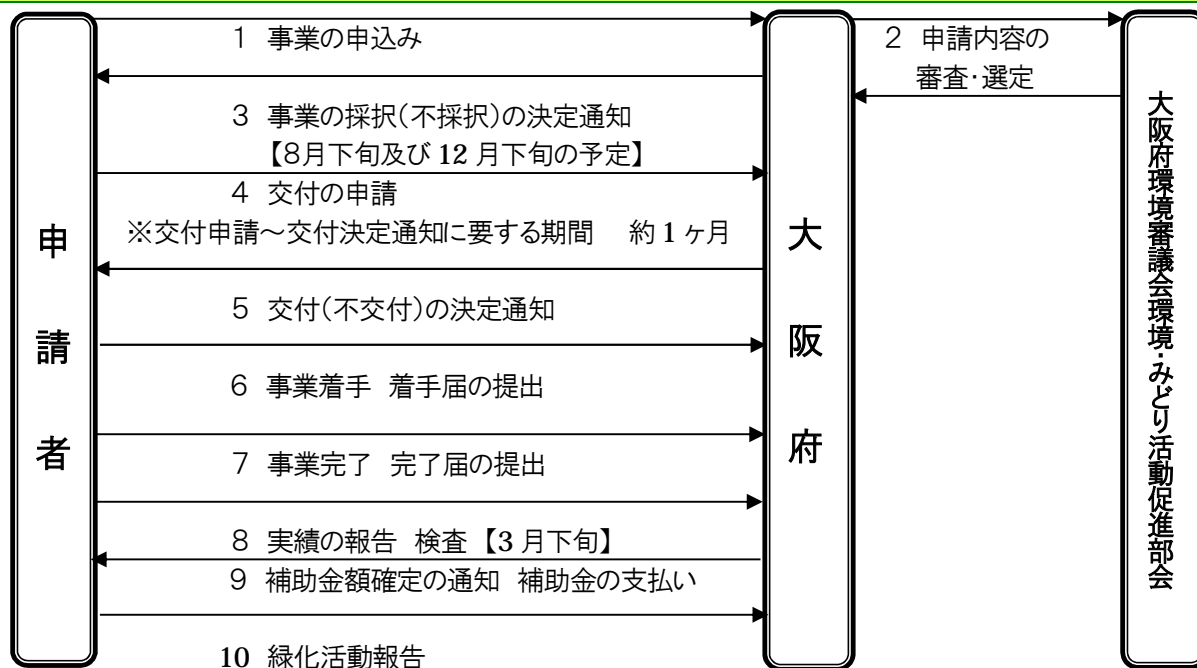 申請者
1 事業の申込み
3 事業の採択(不採択)の決定通知
【8月下旬及び 12 月下旬の予定】
4 交付の申請
※交付申請～交付決定通知に要する期間 約 1 ヶ月
5 交付(不交付)の決定通知
6 事業着手 着手届の提出
7 事業完了 完了届の提出
8 実績の報告 検査【3 月下旬】
9 補助金額確定の通知 補助金の支払い
10 緑化活動報告
大阪府
2 申請内容の
審査・選定
大阪府環境審議会環境・みどり活動促進部会